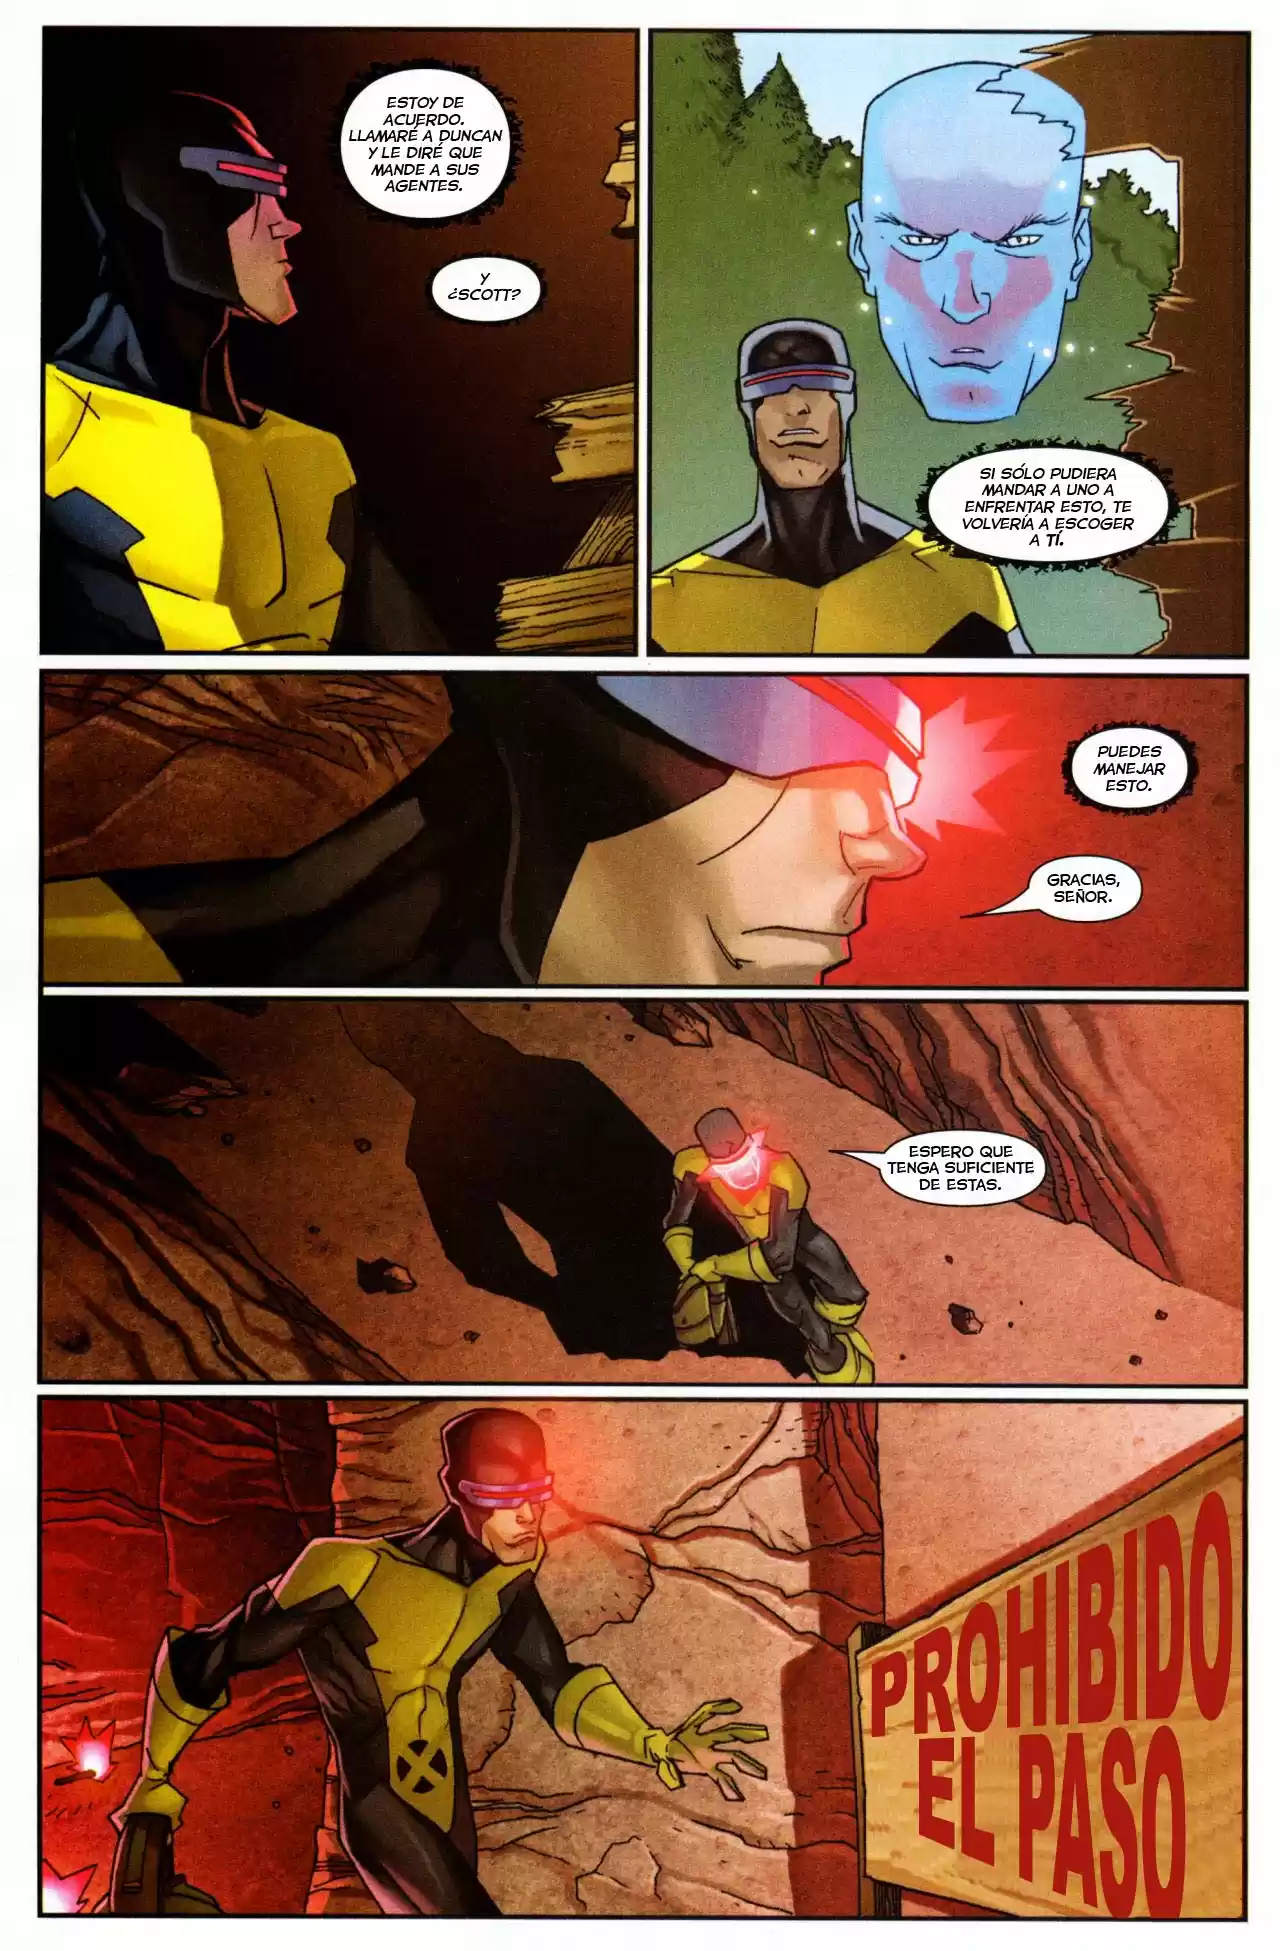 ESTOY DE
ACUERDO.
LLAMARÉ A DUNCAN
Y LE DIRÉ QUE
MANDE A SUS
AGENTES.
Y
¿SCOTT?
SI SÓLO PUDIERA
MANDAR A UNO A
ENFRENTAR ESTO, TE
VOLVERÍA A ESCOGER
A TÍ.
PUEDES
MANEJAR
ESTO.
GRACIAS,
SEÑOR.
ESPERO QUE
TENGA SUFICIENTE
DE ESTAS.
PROHIBIDO
EL PASO